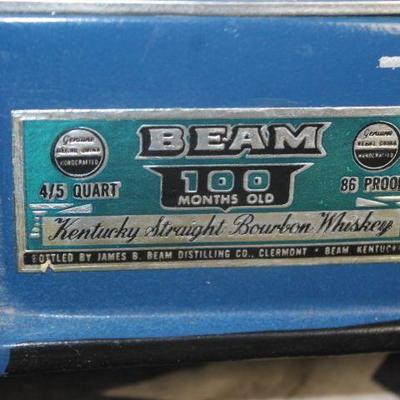 Genuine
REGAL CHINA
HANDCRAFTED
BEAM
Genuine
REGAL CHINA
HANDCRAFTED
4/5 QUART
100
MONTHS OLD
86 PROOF
Kentucky Straight Bourbon Whiskey
BOTTLED BY JAMES B. BEAM DISTILLING CO., CLERMONT • BEAM, KENTUCKY